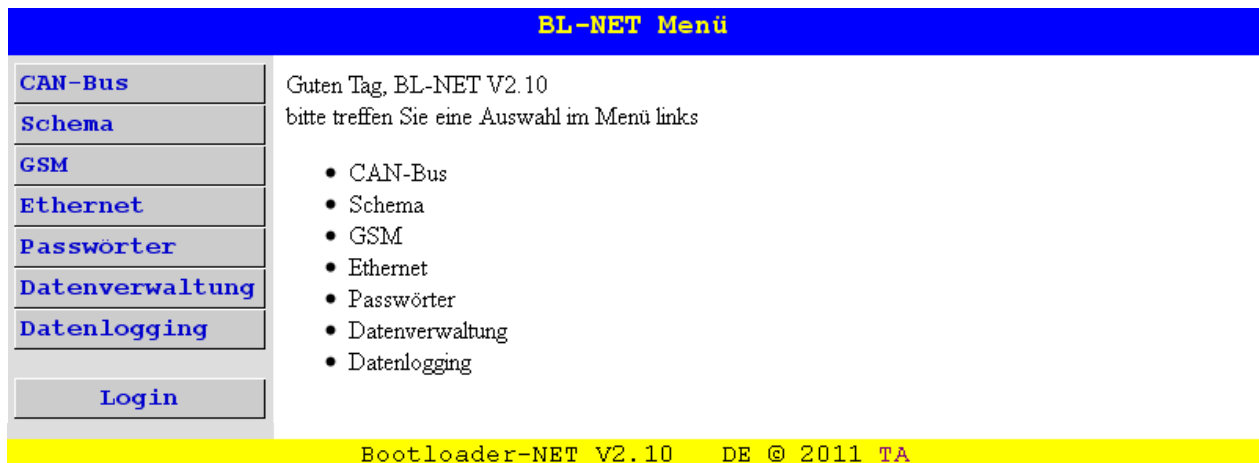 BL-NET Menü
CAN-Bus
Schema
GSM
Ethernet
Passwörter
Datenverwaltung
Datenlogging
Login
Guten Tag, BL-NET V2.10
bitte treffen Sie eine Auswahl im Menü links
• CAN-Bus
• Schema
• GSM
• Ethernet
• Passwörter
• Datenverwaltung
• Datenlogging
Bootloader-NET V2.10 DE © 2011 TA